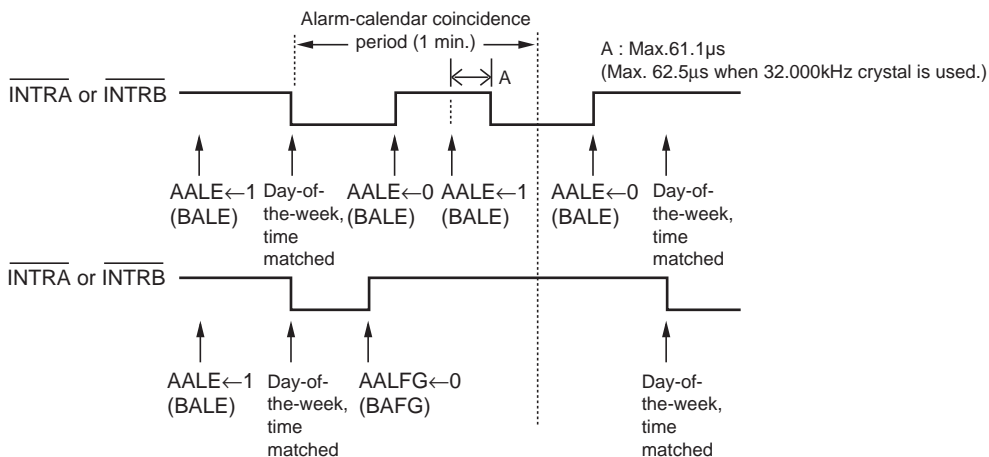 Alarm-calendar coincidence
period (1 min.)
A : Max.61.1μs
(Max. 62.5μs when 32.000kHz crystal is used.)
A
INTRA or INTRB
AALE←1
(BALE)
Day-of-
the-week,
time
matched
AALE←0
(BALE)
AALE←1
(BALE)
AALE←0
(BALE)
Day-of-
the-week,
time
matched
INTRA or INTRB
AALE←1
(BALE)
Day-of-
the-week,
time
matched
AALFG←0
(BAFG)
Day-of-
the-week,
time
matched